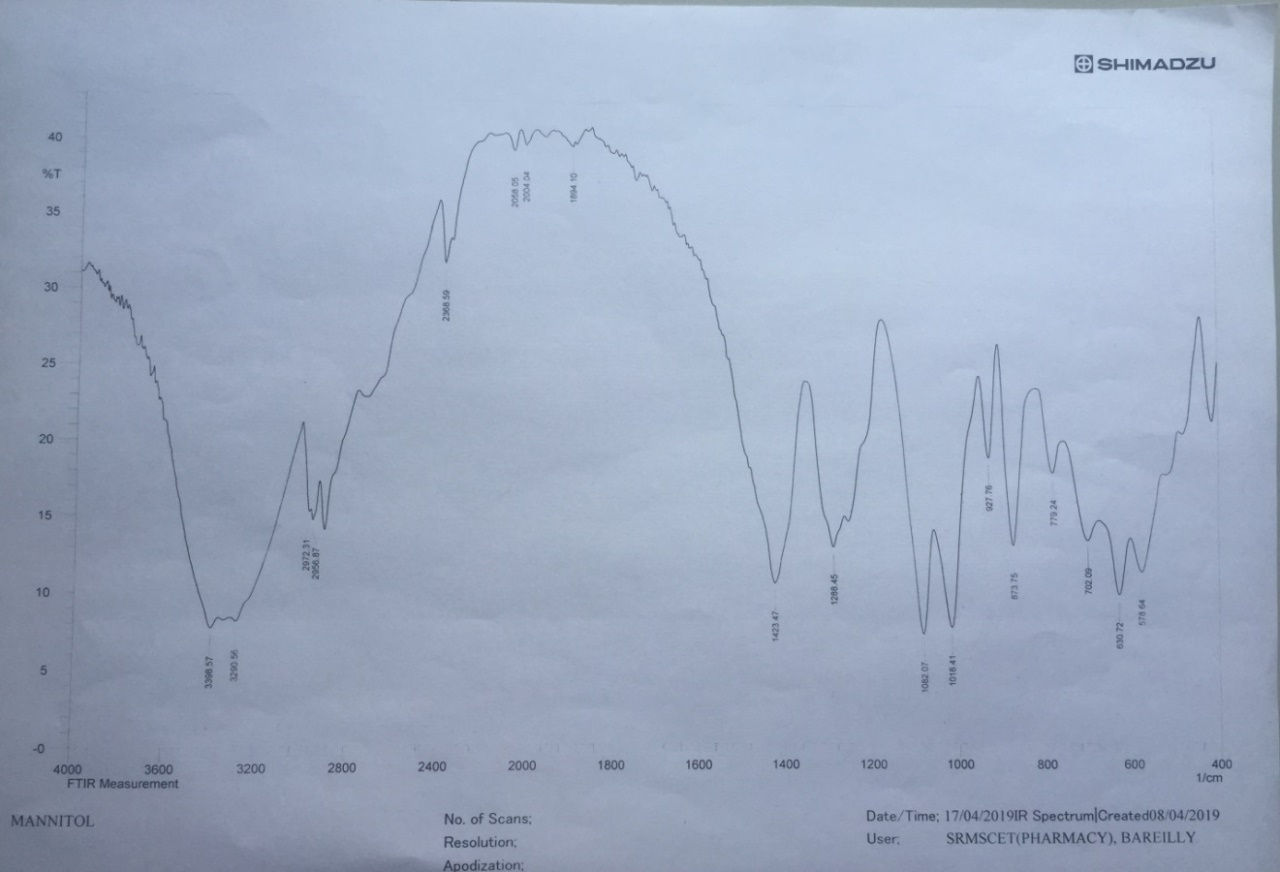 SHIMADZU
40
%T
35
30
25
20
15
10
5
-0
2058.05
2004.04
1894.10
2368.59
2972.31
2956.87
3398.57
3290.56
1423.47
1288.45
1082.07
1018.41
927.76
873.75
779.24
702.09
630.72
578.64
4000 3600 3200 2800 2400 2000 1800 1600 1400 1200 1000 800 600 400
FTIR Measurement 1/cm
MANNITOL
No. of Scans;
Resolution;
Apodization;
Date/Time; 17/04/2019IR Spectrum|Created08/04/2019
User; SRMSCET(PHARMACY), BAREILLY